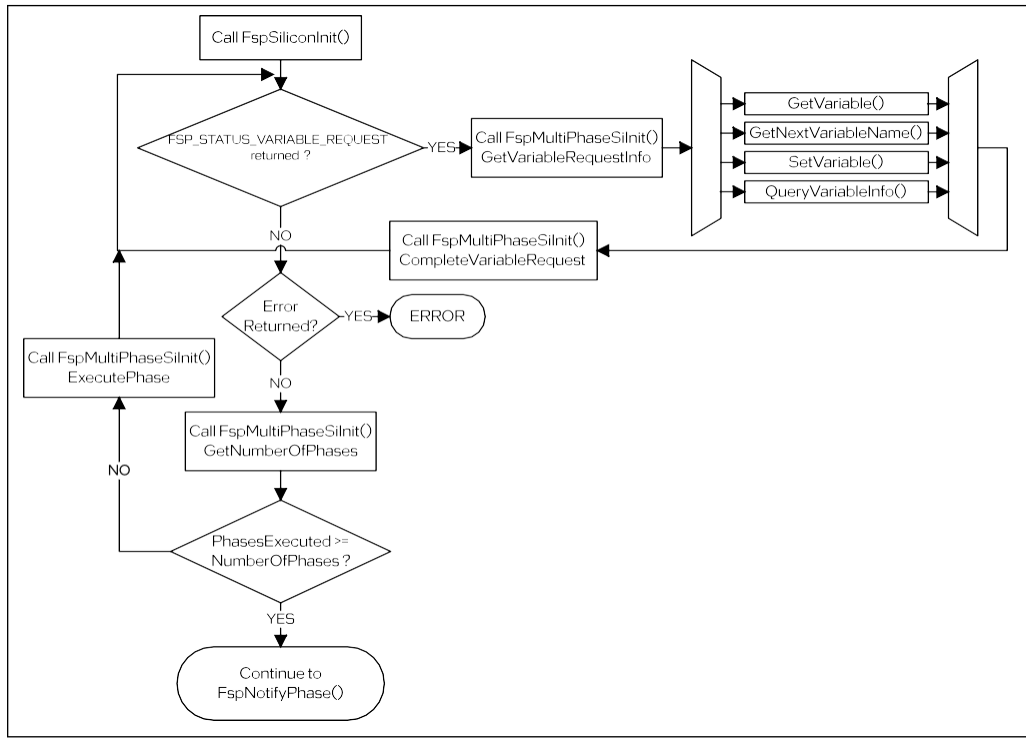 Call FspSiliconInit()
FSP_STATUS_VARIABLE_REQUEST
returned ?
YES
Call FspMultiPhaseSiInit()
GetVariableRequestInfo
GetVariable()
GetNextVariableName()
SetVariable()
QueryVariableInfo()
NO
Call FspMultiPhaseSiInit()
CompleteVariableRequest
Error
Returned?
YES
ERROR
Call FspMultiPhaseSiInit()
ExecutePhase
NO
Call FspMultiPhaseSiInit()
GetNumberOfPhases
NO
PhasesExecuted >=
NumberOfPhases ?
YES
Continue to
FspNotifyPhase()